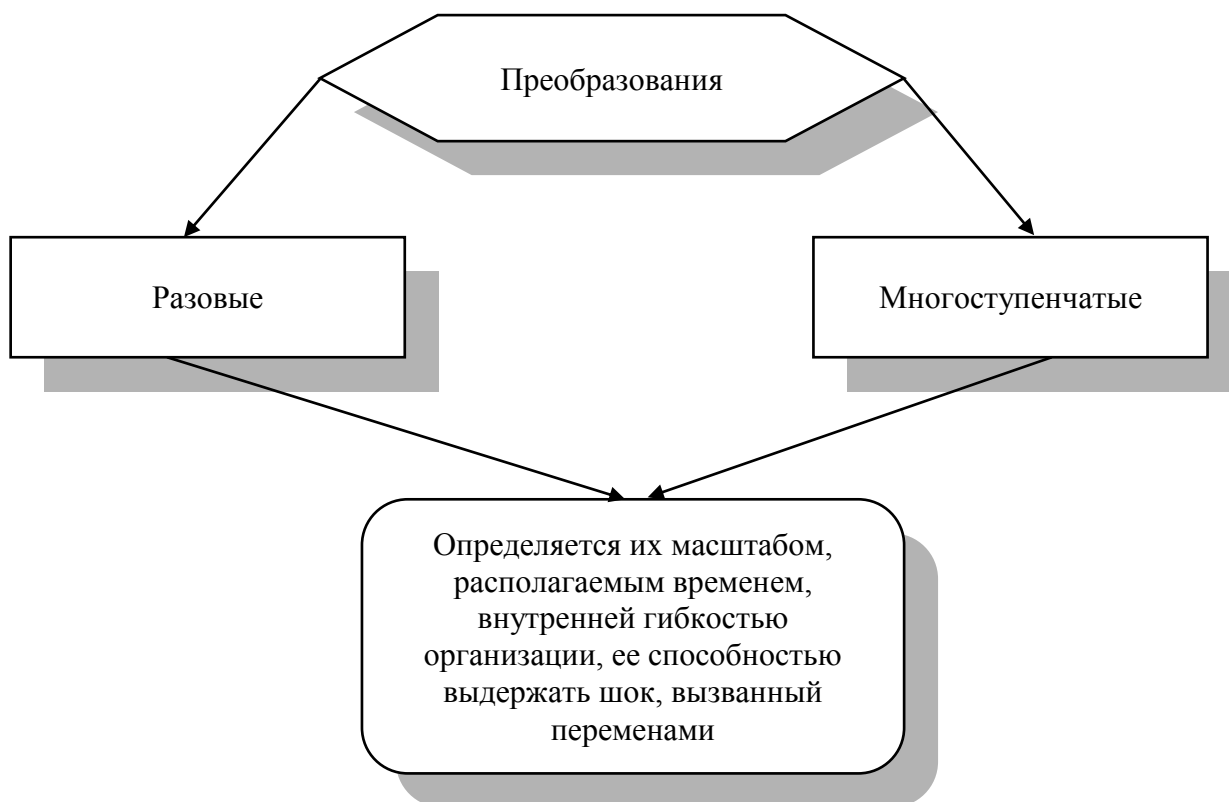 Преобразования
Разовые
Многоступенчатые
Определяется их масштабом,
располагаемым временем,
внутренней гибкостью
организации, ее способностью
выдержать шок, вызванный
переменами